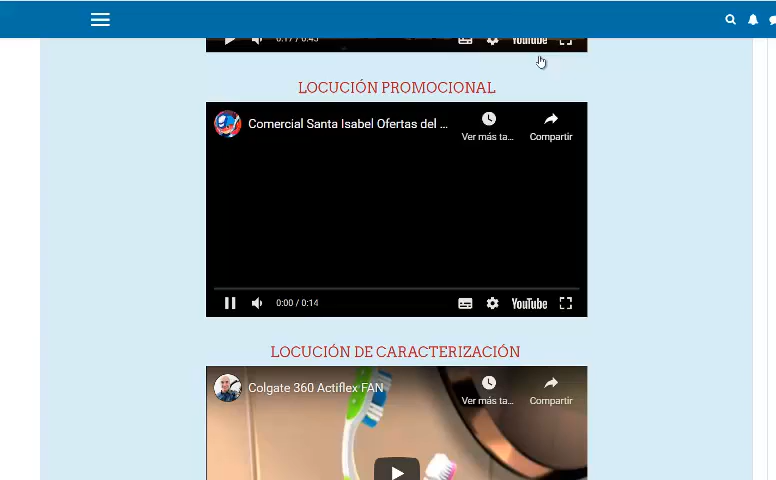 0:17 / 0:45
YouTube
LOCUCIÓN PROMOCIONAL
Comercial Santa Isabel Ofertas del ...
Ver más ta...
Compartir
0:00 / 0:14
YouTube
LOCUCIÓN DE CARACTERIZACIÓN
Colgate 360 Actiflex FAN
Ver más ta...
Compartir